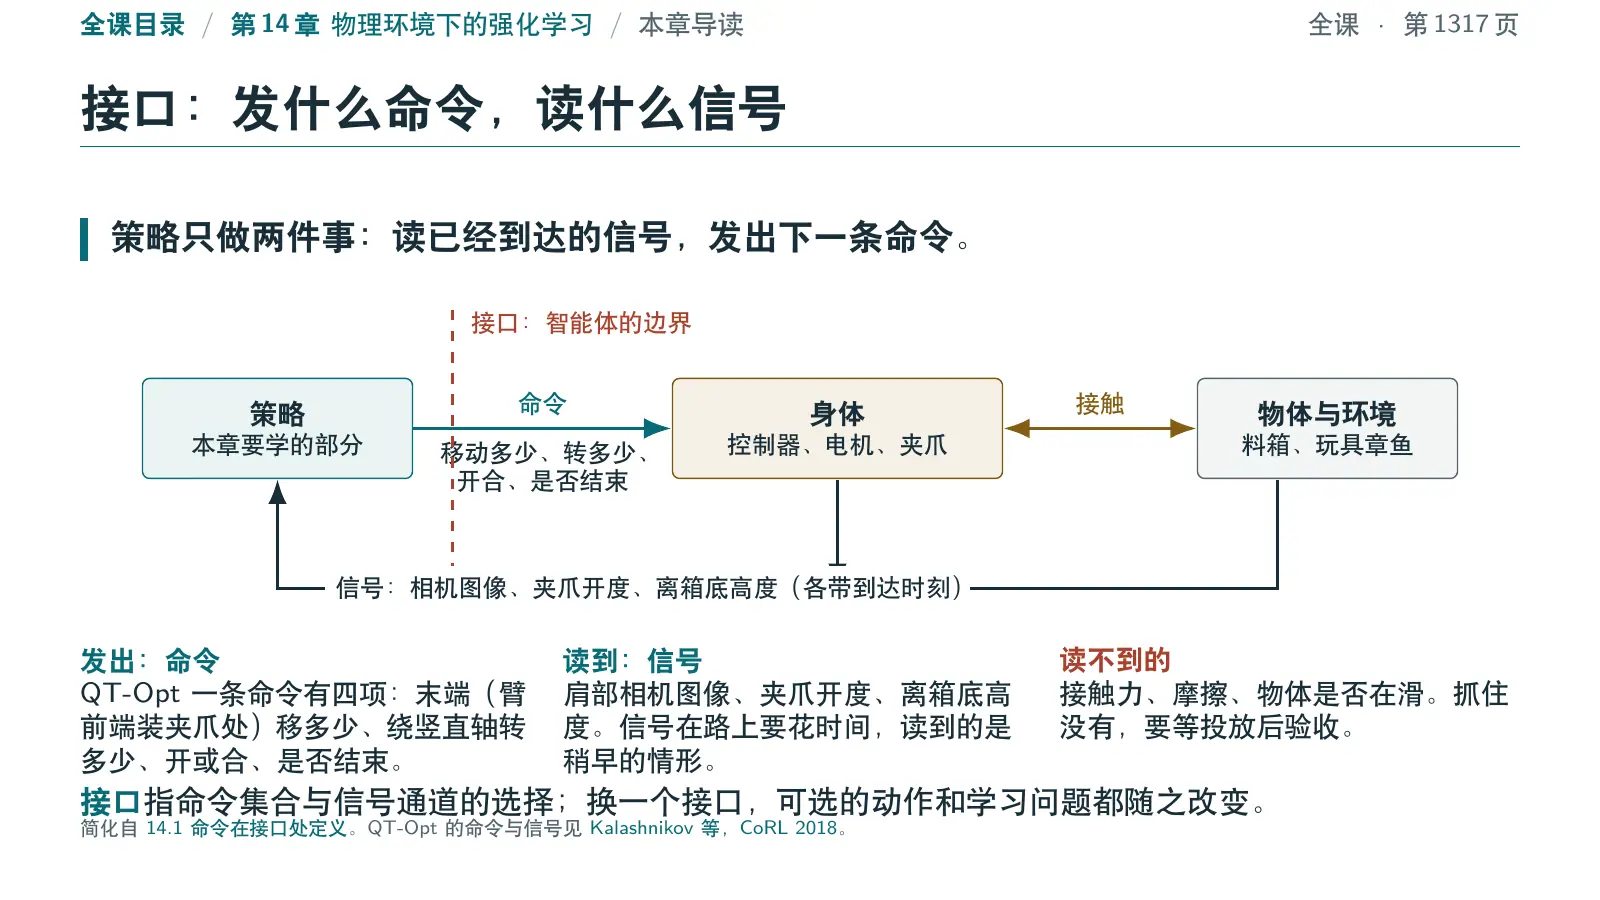 全课目录 / 第 14 章 物理环境下的强化学习 / 本章导读
全课 · 第 1317 页
接口：发什么命令，读什么信号
策略只做两件事：读已经到达的信号，发出下一条命令。
接口：智能体的边界
策略
本章要学的部分
命令
移动多少、转多少、
开合、是否结束
身体
控制器、电机、夹爪
接触
物体与环境
料箱、玩具章鱼
信号：相机图像、夹爪开度、离箱底高度（各带到达时刻）
发出：命令
QT-Opt 一条命令有四项：末端（臂
前端装夹爪处）移多少、绕竖直轴转
多少、开或合、是否结束。
读到：信号
肩部相机图像、夹爪开度、离箱底高
度。信号在路上要花时间，读到的是
稍早的情形。
读不到的
接触力、摩擦、物体是否在滑。抓住
没有，要等投放后验收。
接口指命令集合与信号通道的选择；换一个接口，可选的动作和学习问题都随之改变。
简化自 14.1 命令在接口处定义。QT-Opt 的命令与信号见 Kalashnikov 等，CoRL 2018。